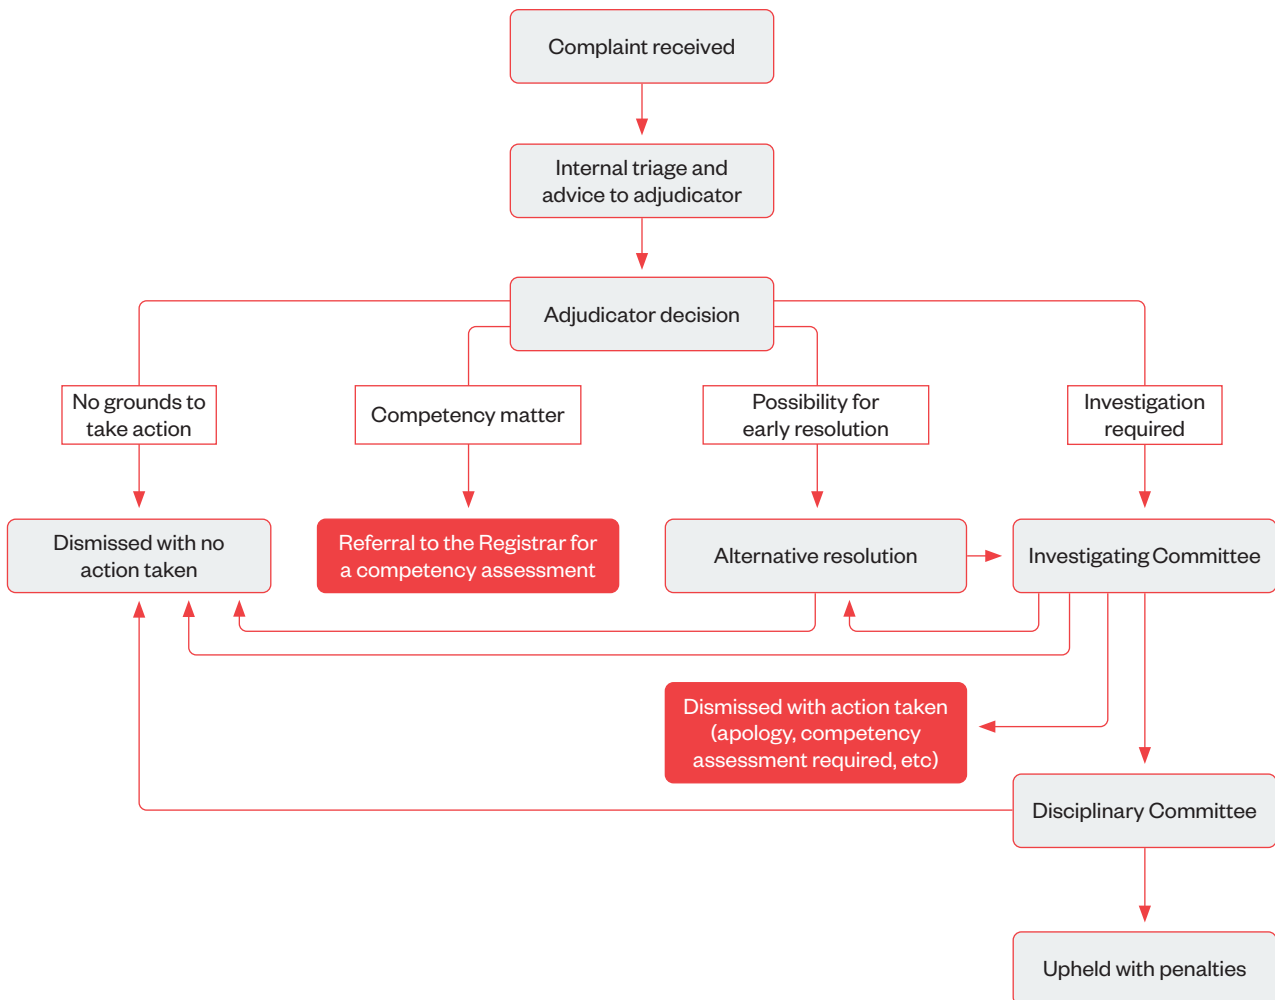 Complaint received
Internal triage and
advice to adjudicator
Adjudicator decision
No grounds to
take action
Competency matter
Possibility for
early resolution
Investigation
required
Dismissed with no
action taken
Referral to the Registrar for
a competency assessment
Alternative resolution
Investigating Committee
Dismissed with action taken
(apology, competency
assessment required, etc)
Disciplinary Committee
Upheld with penalties